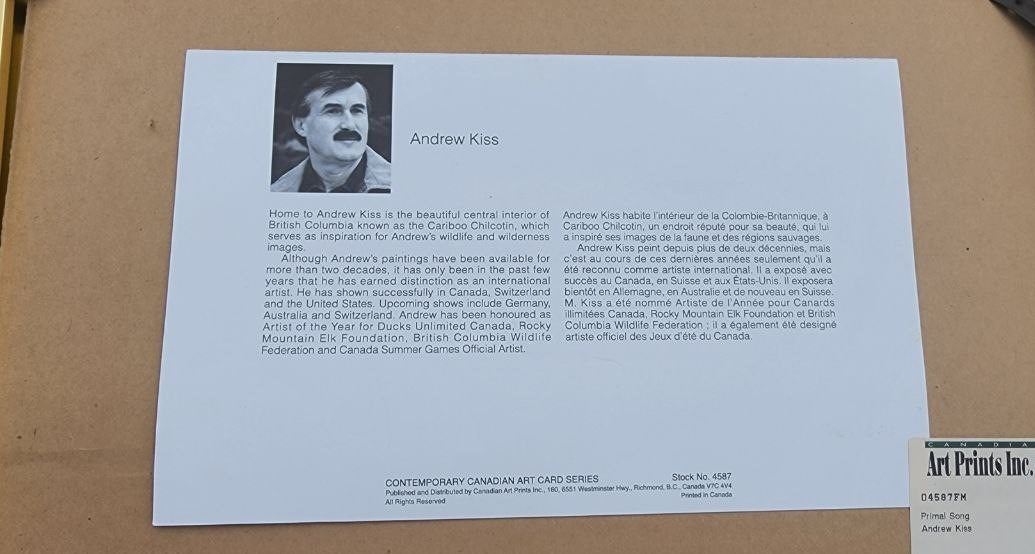 Andrew Kiss
Home to Andrew Kiss is the beautiful central interior of
British Columbia known as the Cariboo Chilcotin, which
serves as inspiration for Andrew's wildlife and wilderness
images.
Although Andrew's paintings have been available for
more than two decades, it has only been in the past few
years that he has earned distinction as an international
artist. He has shown successfully in Canada, Switzerland
and the United States. Upcoming shows include Germany,
Australia and Switzerland. Andrew has been honoured as
Artist of the Year for Ducks Unlimited Canada, Rocky
Mountain Elk Foundation, British Columbia Wildlife
Federation and Canada Summer Games Official Artist.
Andrew Kiss habite l'intérieur de la Colombie-Britannique, à
Cariboo Chilcotin, un endroit réputé pour sa beauté, qui lui
a inspiré ses images de la faune et des régions sauvages.
Andrew Kiss peint depuis plus de deux décennies, mais
c'est au cours de ces dernières années seulement qu'il a
été reconnu comme artiste international. Il a exposé avec
succès au Canada, en Suisse et aux États-Unis. Il exposera
bientôt en Allemagne, en Australie et de nouveau en Suisse.
M. Kiss a été nommé Artiste de l'Année pour Canards
illimitées Canada, Rocky Mountain Elk Foundation et British
Columbia Wildlife Federation ; il a également été designé
artiste officiel des Jeux d'été du Canada.
CONTEMPORARY CANADIAN ART CARD SERIES
Stock No. 4587
Published and Distributed by Canadian Art Prints Inc., 160, 6551 Westminster Hwy., Richmond, B.C., Canada V7C 4V4
All Rights Reserved
Printed in Canada
CANADIA
Art Prints Inc.
04587FM
Primal Song
Andrew Kiss